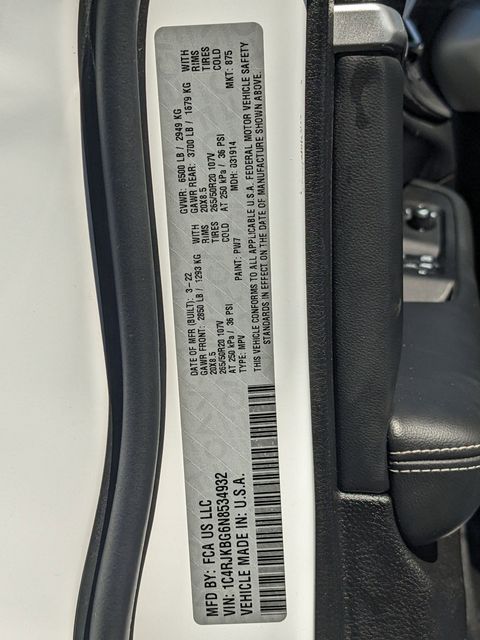 MFD BY: FCA US LLC
DATE OF MFR (BUILT): 3-22
GVWR: 6500 LB / 2949 KG
GAWR FRONT: 2850 LB / 1293 KG WITH
20X8.5 RIMS
265/50R20 107V TIRES
AT 250 kPa / 36 PSI COLD
GAWR REAR: 3700 LB / 1679 KG WITH
20X8.5 RIMS
265/50R20 107V TIRES
AT 250 kPa / 36 PSI COLD
TYPE: MPV
PAINT: PW7
MDH: 031914
MKT: 875
THIS VEHICLE CONFORMS TO ALL APPLICABLE U.S.A. FEDERAL MOTOR VEHICLE SAFETY
STANDARDS IN EFFECT ON THE DATE OF MANUFACTURE SHOWN ABOVE.
VIN: 1C4RJKBG6N8534932
VEHICLE MADE IN U.S.A.